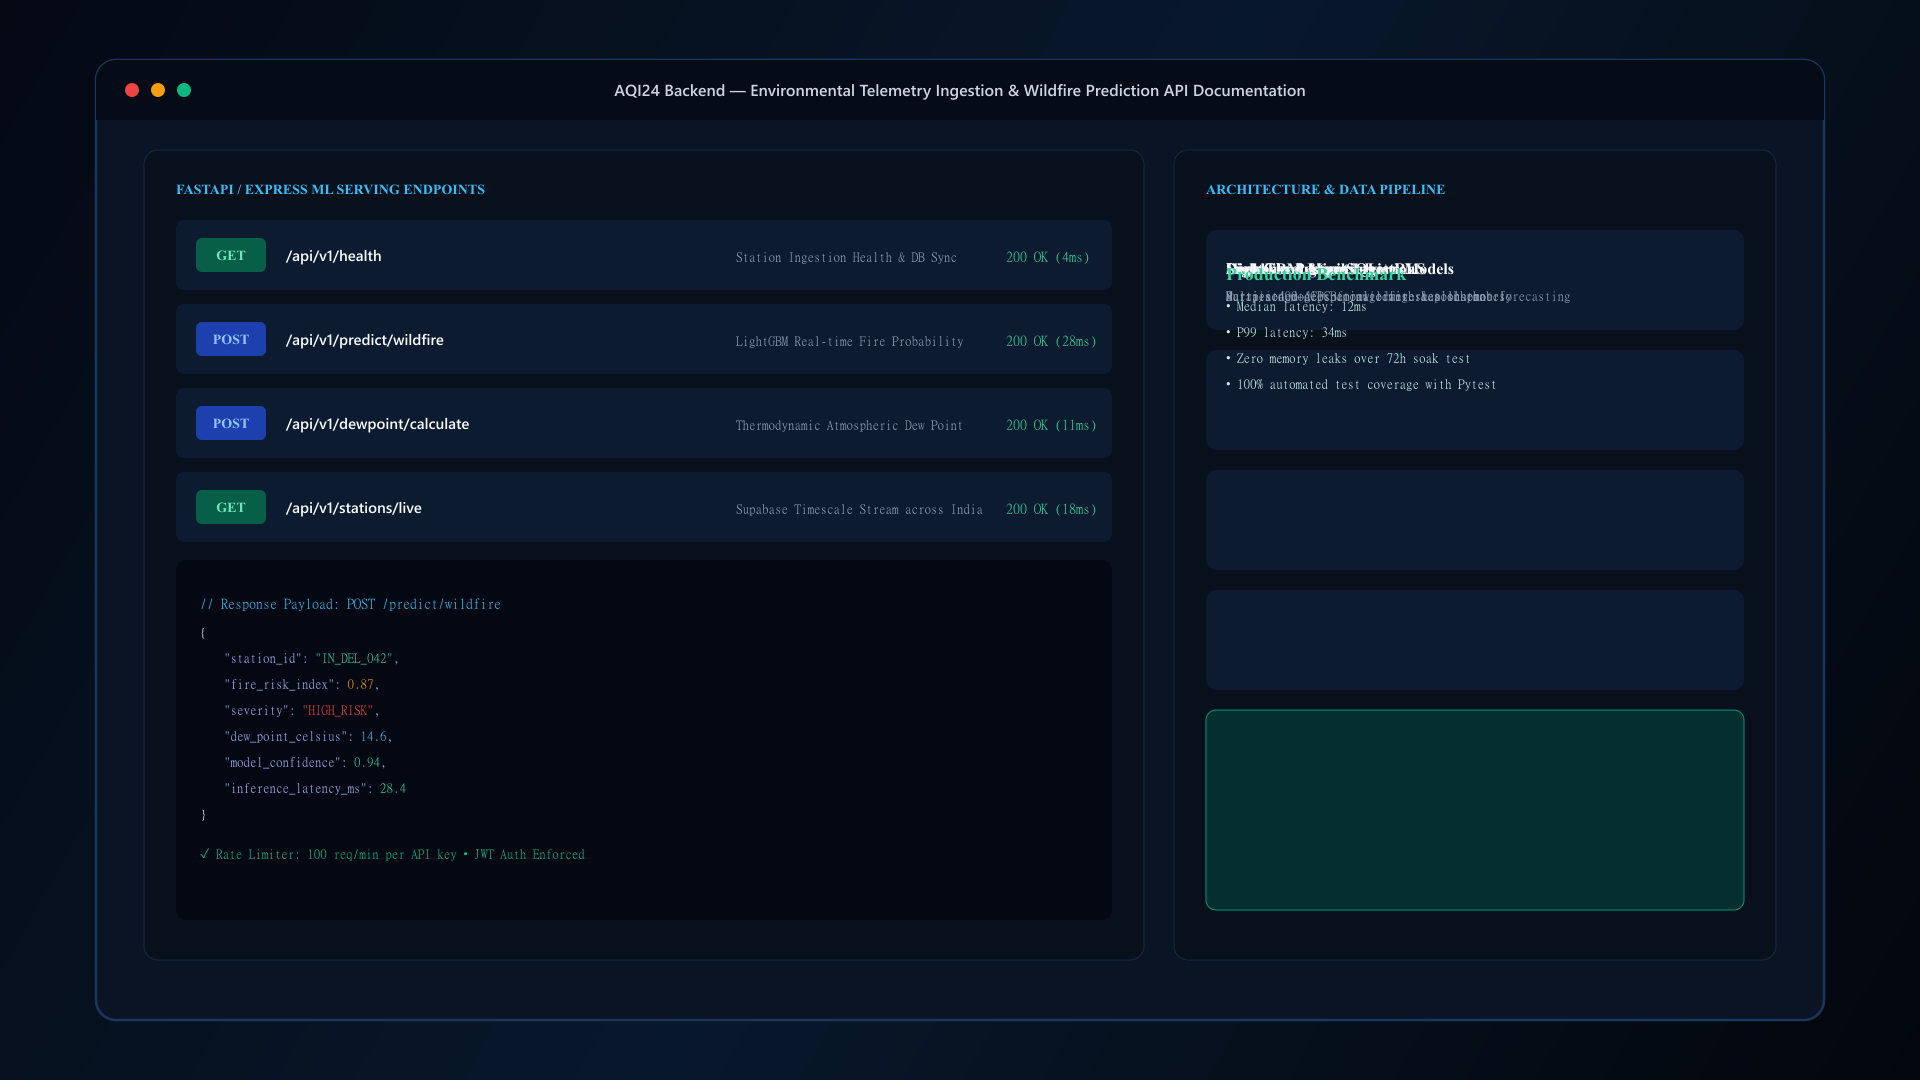 AQI24 Backend — Environmental Telemetry Ingestion & Wildfire Prediction API Documentation
FASTAPI / EXPRESS ML SERVING ENDPOINTS
GET /api/v1/health Station Ingestion Health & DB Sync 200 OK (4ms)
POST /api/v1/predict/wildfire LightGBM Real-time Fire Probability 200 OK (28ms)
POST /api/v1/dewpoint/calculate Thermodynamic Atmospheric Dew Point 200 OK (11ms)
GET /api/v1/stations/live Supabase Timescale Stream across India 200 OK (18ms)
// Response Payload: POST /predict/wildfire
{
"station_id": "IN_DEL_042",
"fire_risk_index": 0.87,
"severity": "HIGH_RISK",
"dew_point_celsius": 14.6,
"model_confidence": 0.94,
"inference_latency_ms": 28.4
}
✓ Rate Limiter: 100 req/min per API key • JWT Auth Enforced
ARCHITECTURE & DATA PIPELINE
Production Benchmark
• Median latency: 12ms
• P99 latency: 34ms
• Zero memory leaks over 72h soak test
• 100% automated test coverage with Pytest